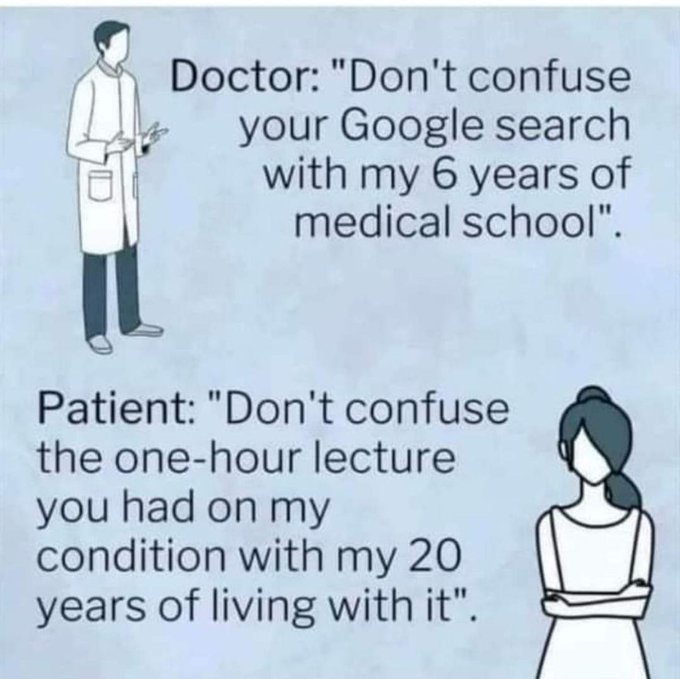 Doctor: "Don't confuse
your Google search
with my 6 years of
medical school".
Patient: "Don't confuse
the one-hour lecture
you had on my
condition with my 20
years of living with it".